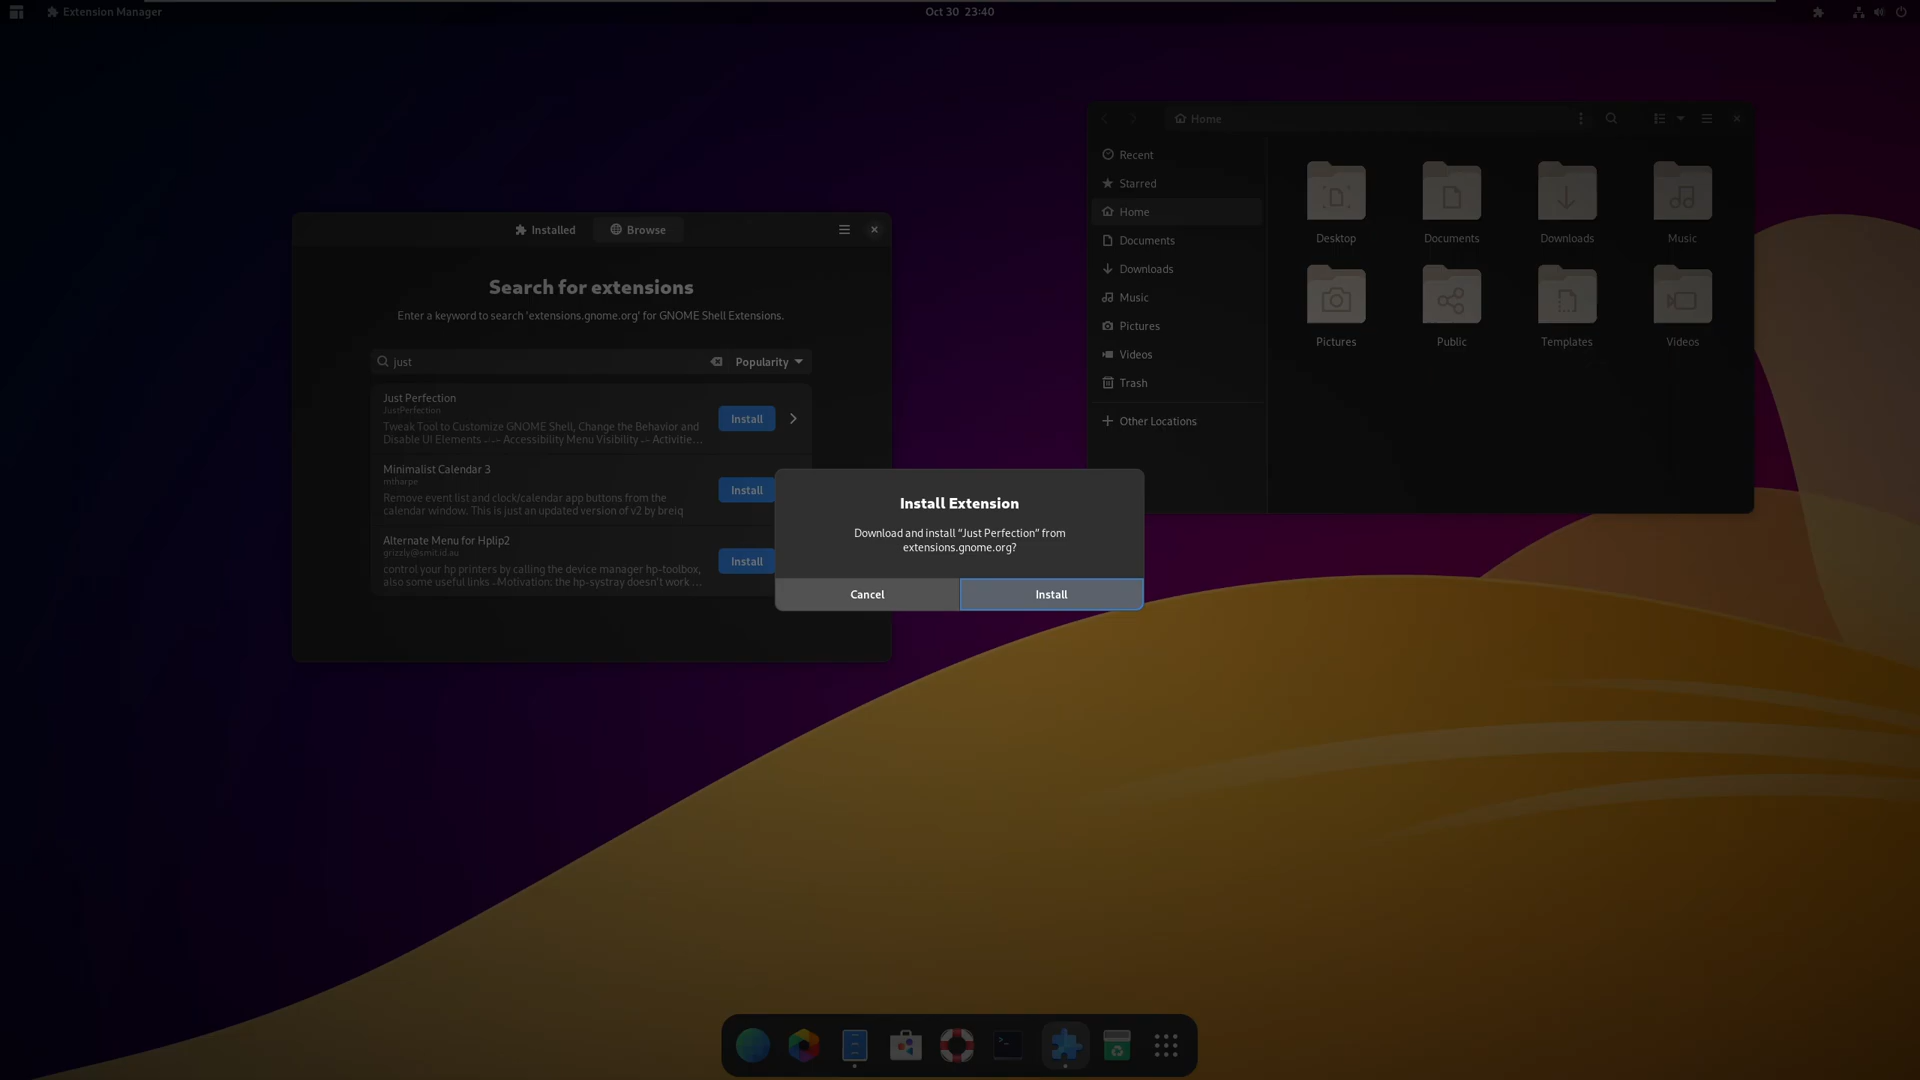 Extension Manager
Oct 30 23:40
Installed
Browse
Search for extensions
Enter a keyword to search 'extensions.gnome.org' for GNOME Shell Extensions.
just
Popularity
Just Perfection
JustPerfection
Tweak Tool to Customize GNOME Shell, Change the Behavior and
Disable UI Elements
Accessibility Menu Visibility
Activitie...
Install
Minimalist Calendar 3
mtharpe
Remove event list and clock/calendar app buttons from the
calendar window. This is just an updated version of v2 by breiq
Install
Alternate Menu for Hplip2
grizzly@smit.id.au
control your hp printers by calling the device manager hp-toolbox,
also some useful links
Motivation: the hp-systray doesn't work ...
Install
Install Extension
Download and install “Just Perfection” from
extensions.gnome.org?
Cancel
Install
Home
Recent
Starred
Home
Documents
Downloads
Music
Pictures
Videos
Trash
Other Locations
Desktop
Documents
Downloads
Music
Pictures
Public
Templates
Videos